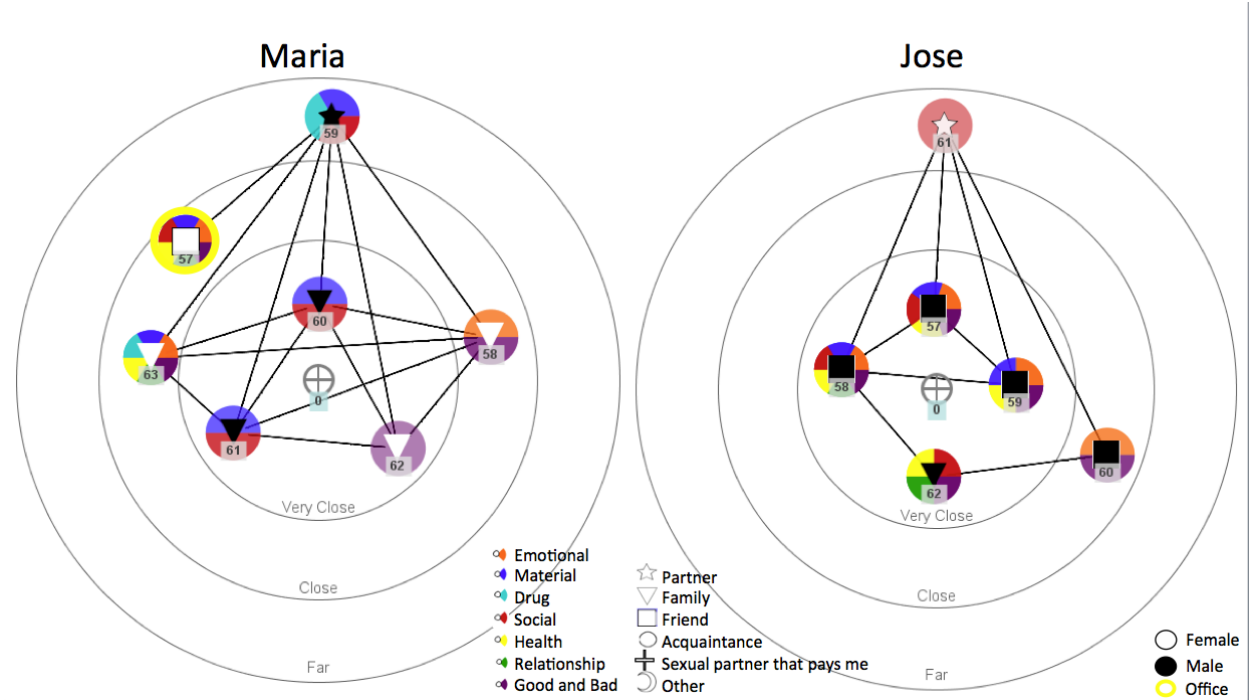 Maria
Jose
59
61
57
60
57
58
63
58
59
0
0
61
62
60
62
Very Close
Very Close
Close
Close
Far
Far
Emotional
Material
Drug
Social
Health
Relationship
Good and Bad
Partner
Family
Friend
Acquaintance
Sexual partner that pays me
Other
Female
Male
Office